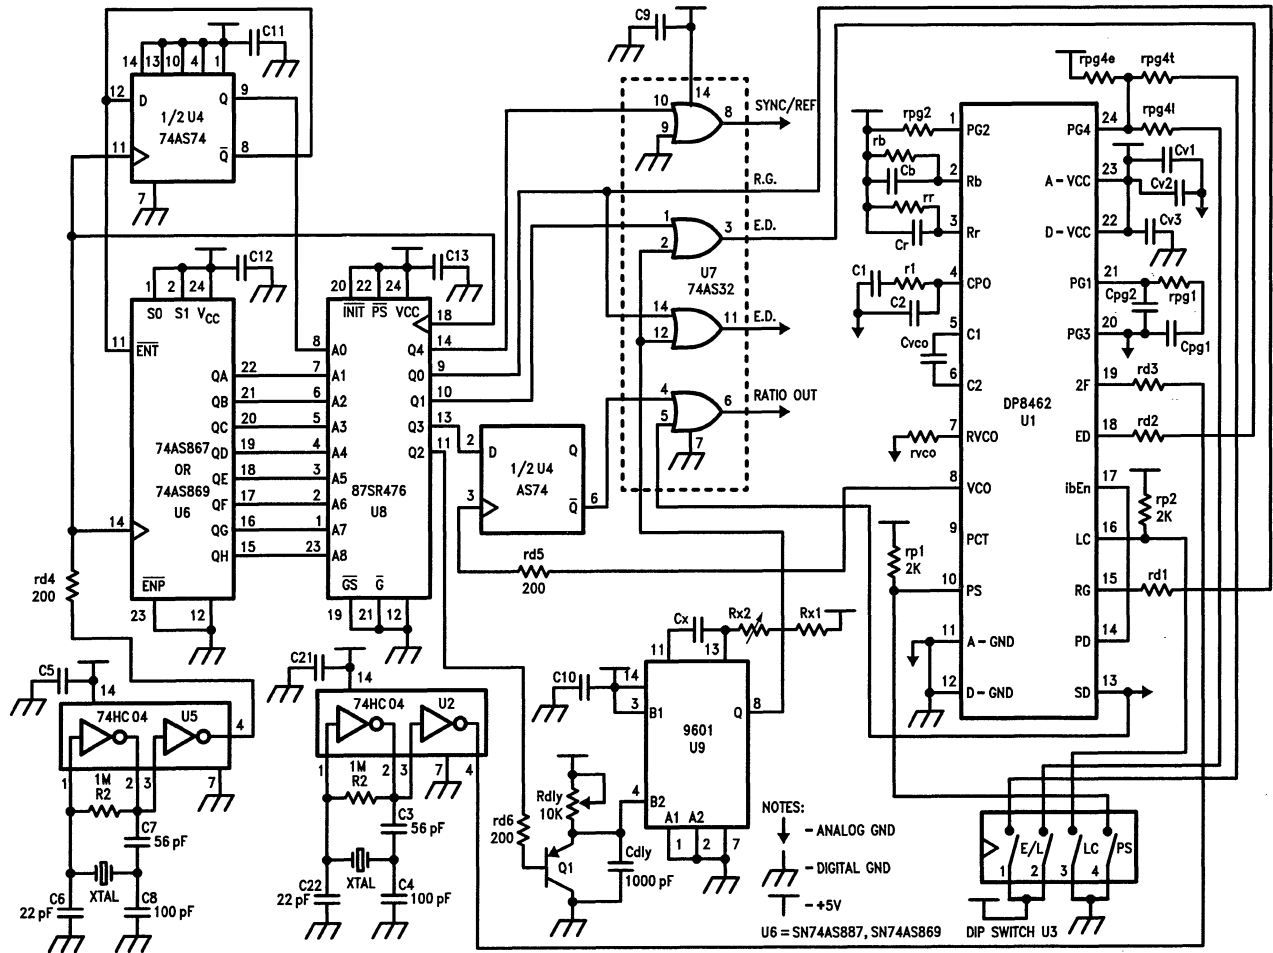 C11
14 13 10 4 1
12 D Q 9
1/2 U4
74AS74
Q 8
11
7
C12
1 2 24
S0 S1 VCC
11 ENT
QA 22
QB 21
QC 20
QD 19
QE 18
QF 17
QG 16
QH 15
74AS867
OR
74AS869
U6
14
ENP
23 12
rd4
200
C13
20 22 24
INIT PS VCC
18
8 A0
7 A1
6 A2
5 A3
4 A4
3 A5
2 A6
1 A7
23 A8
Q4 14
Q0 9
Q1 10
Q3 13
Q2 11
87SR476
U8
GS G
19 21 12
2 D Q
1/2 U4
AS74
3 Q 6
rd5
200
C9
14
10
9
8 SYNC/REF
R.G.
1
2
3 E.D.
U7
74AS32
14
12
11 E.D.
4
5
6 RATIO OUT
7
rpg2
rb
Cb
rr
Cr
C1 r1
C2
Cvco
rvco
1 PG2
2 Rb
3 Rr
4 CPO
5 C1
6 C2
7 RVCO
8 VCO
9 PCT
10 PS
11 A-GND
12 D-GND
DP8462
U1
24 PG4
23 A-VCC
22 D-VCC
21 PG1
20 PG3
19 2F
18 ED
17 ibEn
16 LC
15 RG
14 PD
13 SD
rpg4e rpg4t
rpg4l
Cv1
Cv2
Cv3
Cpg2 rpg1
Cpg1
rd3
rd2
rp2
2K
rd1
rp1
2K
C5
14
74HC04 U5
4
1 2 3
7
1M
R2
C7
56 pF
XTAL
C6
22 pF
C8
100 pF
C21
14
74HC04 U2
1 2 3 7 4
1M
R2
C3
56 pF
XTAL
C22
22 pF
C4
100 pF
rd6
200
Rdly
10K
Q1
Cdly
1000 pF
C10
Cx Rx2 Rx1
11 13
14
3 B1
Q 8
9601
U9
4 B2
A1 A2
1 2 7
NOTES:
- ANALOG GND
- DIGITAL GND
- +5V
U6 = SN74AS887, SN74AS869
E/L LC PS
1 2 3 4
DIP SWITCH U3